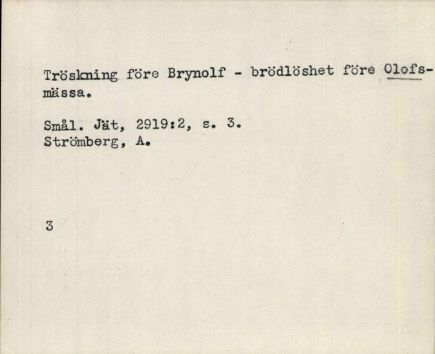 Tröskning före Brynolf - brödlöshet före Olofs-
mässa.
Smål. Jät, 2919:2, s. 3.
Strömberg, A.
3